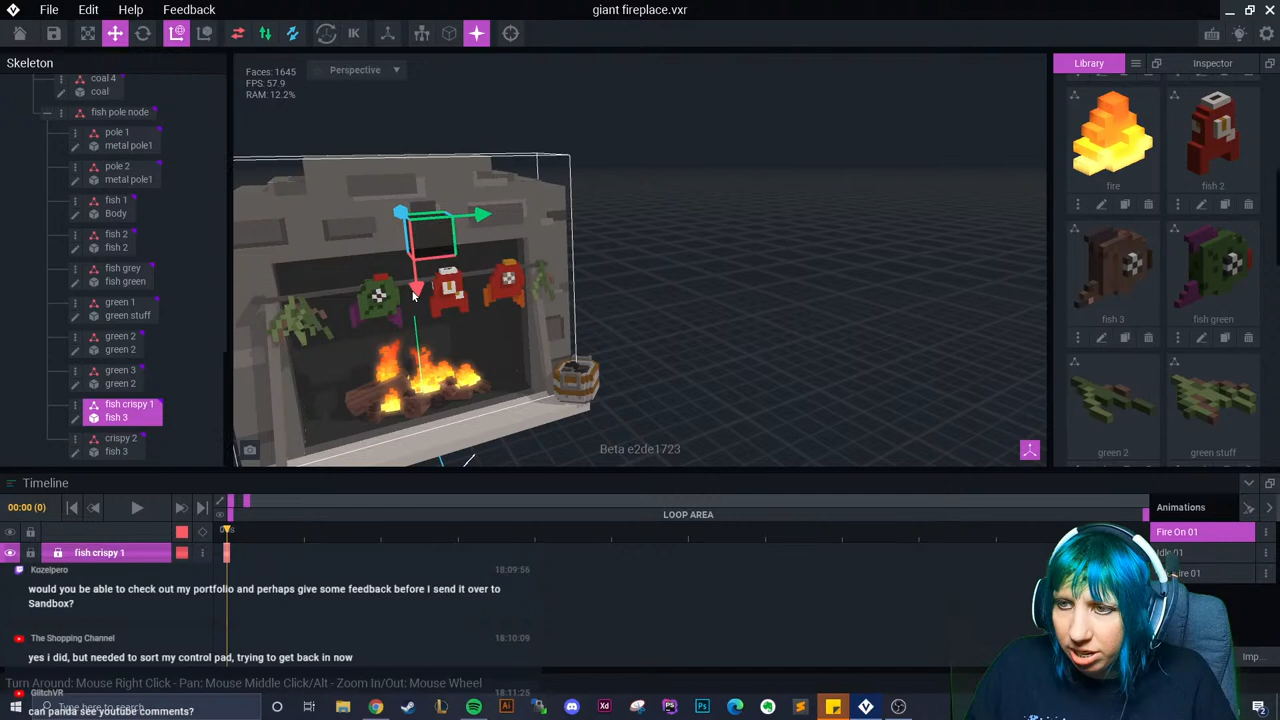 File Edit Help Feedback
giant fireplace.vxr
IK
Skeleton
Faces: 1645
FPS: 57.9
RAM: 12.2%
Perspective
Library
Inspector
coal 4
coal
fish pole node
pole 1
metal pole1
pole 2
metal pole1
fish 1
Body
fish 2
fish 2
fish grey
fish green
green 1
green stuff
green 2
green 2
green 3
green 2
fish crispy 1
fish 3
crispy 2
fish 3
fire
fish 2
fish 3
fish green
green 2
green stuff
Beta e2de1723
Timeline
00:00 (0)
LOOP AREA
Animations
Fire On 01
fish crispy 1
Kozelpero 18:09:56
would you be able to check out my portfolio and perhaps give some feedback before I send it over to
Sandbox?
The Shopping Channel 18:10:09
yes i did, but needed to sort my control pad, trying to get back in now
Imp...
Turn Around: Mouse Right Click - Pan: Mouse Middle Click/Alt - Zoom In/Out: Mouse Wheel
GlitchVR 18:11:25
can panda see youtube comments?